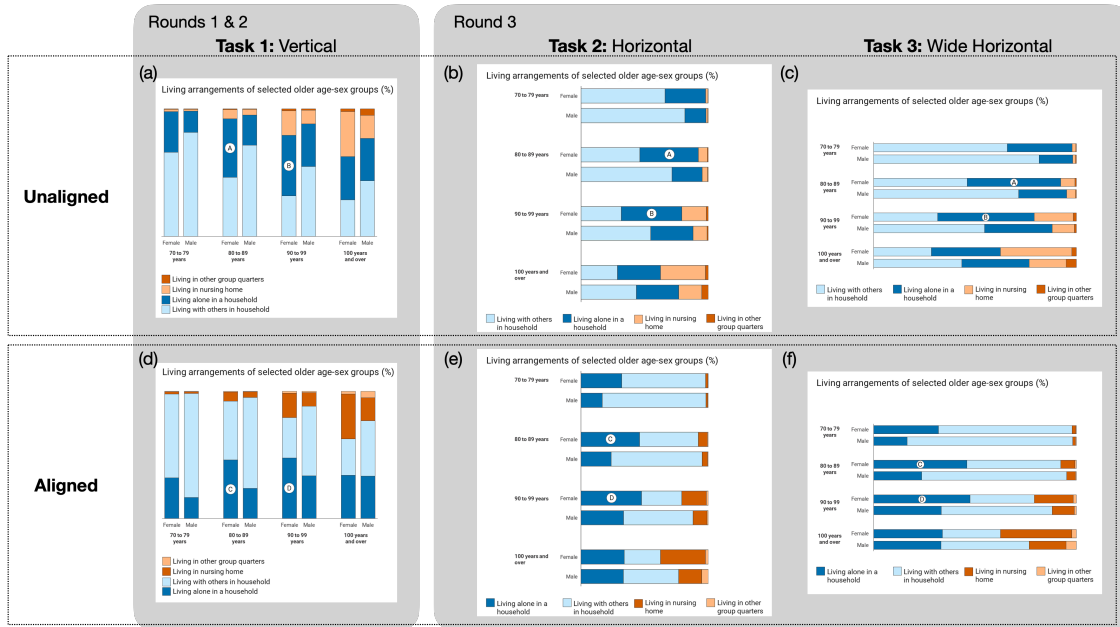 Rounds 1 & 2
Round 3
Task 1: Vertical
Task 2: Horizontal
Task 3: Wide Horizontal
Unaligned
(a)
Living arrangements of selected older age-sex groups (%)
A
B
Female Male Female Male Female Male Female Male
70 to 79 years
80 to 89 years
90 to 99 years
100 years and over
Living in other group quarters
Living in nursing home
Living alone in a household
Living with others in household
(b)
Living arrangements of selected older age-sex groups (%)
70 to 79 years
Female
Male
80 to 89 years
Female
A
Male
90 to 99 years
Female
B
Male
100 years and over
Female
Male
Living with others in household
Living alone in a household
Living in nursing home
Living in other group quarters
(c)
Living arrangements of selected older age-sex groups (%)
70 to 79 years
Female
Male
80 to 89 years
Female
A
Male
90 to 99 years
Female
B
Male
100 years and over
Female
Male
Living with others in household
Living alone in a household
Living in nursing home
Living in other group quarters
Aligned
(d)
Living arrangements of selected older age-sex groups (%)
C
D
Female Male Female Male Female Male Female Male
70 to 79 years
80 to 89 years
90 to 99 years
100 years and over
Living in other group quarters
Living in nursing home
Living with others in household
Living alone in a household
(e)
Living arrangements of selected older age-sex groups (%)
70 to 79 years
Female
Male
80 to 89 years
Female
C
Male
90 to 99 years
Female
D
Male
100 years and over
Female
Male
Living alone in a household
Living with others in household
Living in nursing home
Living in other group quarters
(f)
Living arrangements of selected older age-sex groups (%)
70 to 79 years
Female
Male
80 to 89 years
Female
C
Male
90 to 99 years
Female
D
Male
100 years and over
Female
Male
Living alone in a household
Living with others in household
Living in nursing home
Living in other group quarters